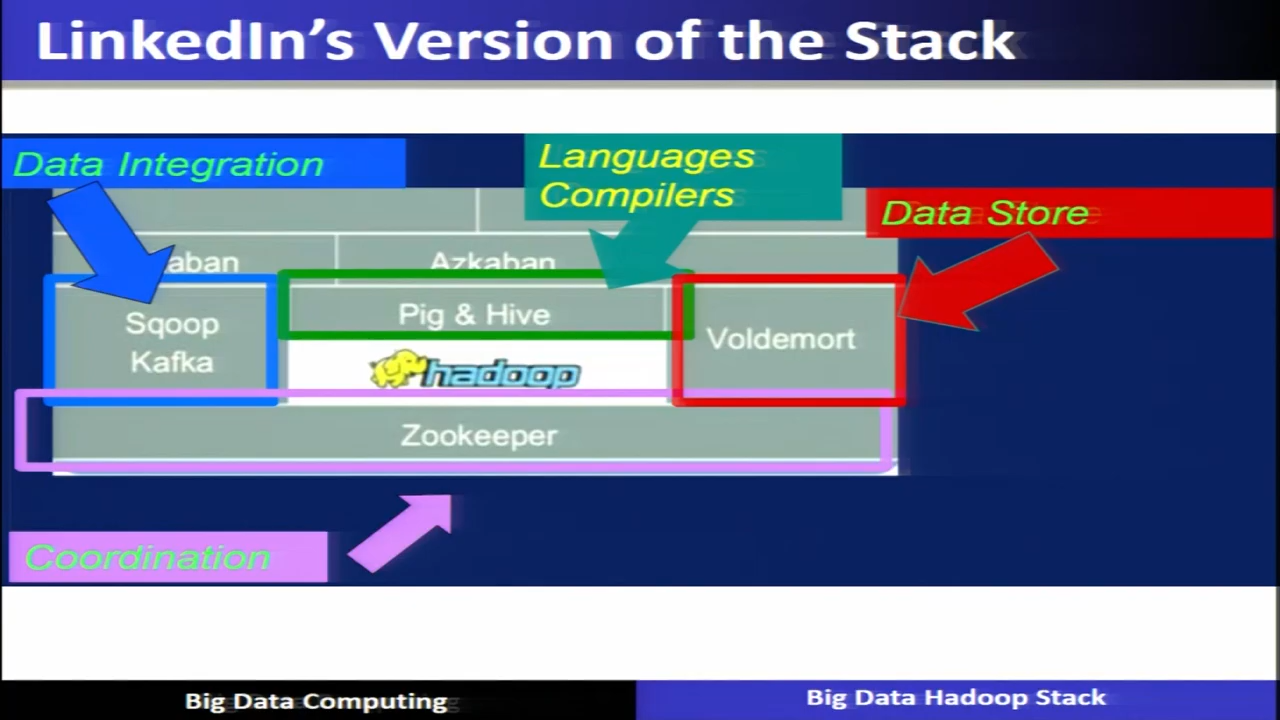 LinkedIn's Version of the Stack
Data Integration
Languages
Compilers
Data Store
aban
Azkaban
Sqoop
Kafka
Pig & Hive
hadoop
Voldemort
Zookeeper
Coordination
Big Data Computing
Big Data Hadoop Stack